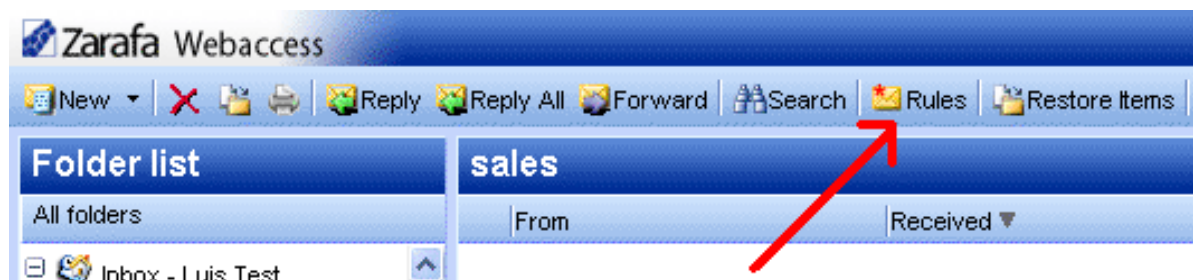 Zarafa Webaccess
New Reply Reply All Forward Search Rules Restore Items
Folder list sales
All folders From Received
Inbox - Luis Test